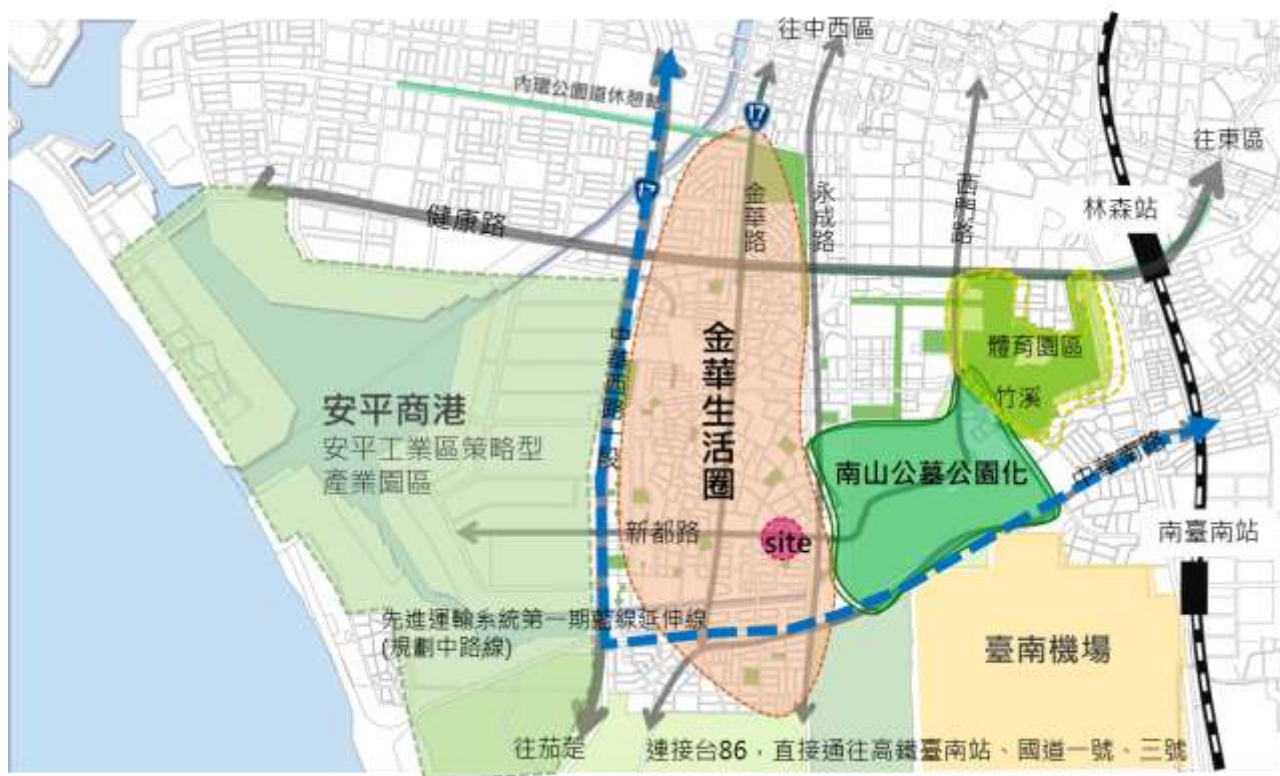 往中西區
內環公園道休憩軸
17
往東區
17
金華路
永成路
西門路
林森站
健康路
體育園區
金華生活圈
中華西路一段
竹溪
安平商港
安平工業區策略型
產業園區
中華南路
南山公墓公園化
新都路
site
南臺南站
先進運輸系統第一期藍線延伸線
(規劃中路線)
臺南機場
往茄萣
連接台86，直接通往高鐵臺南站、國道一號、三號